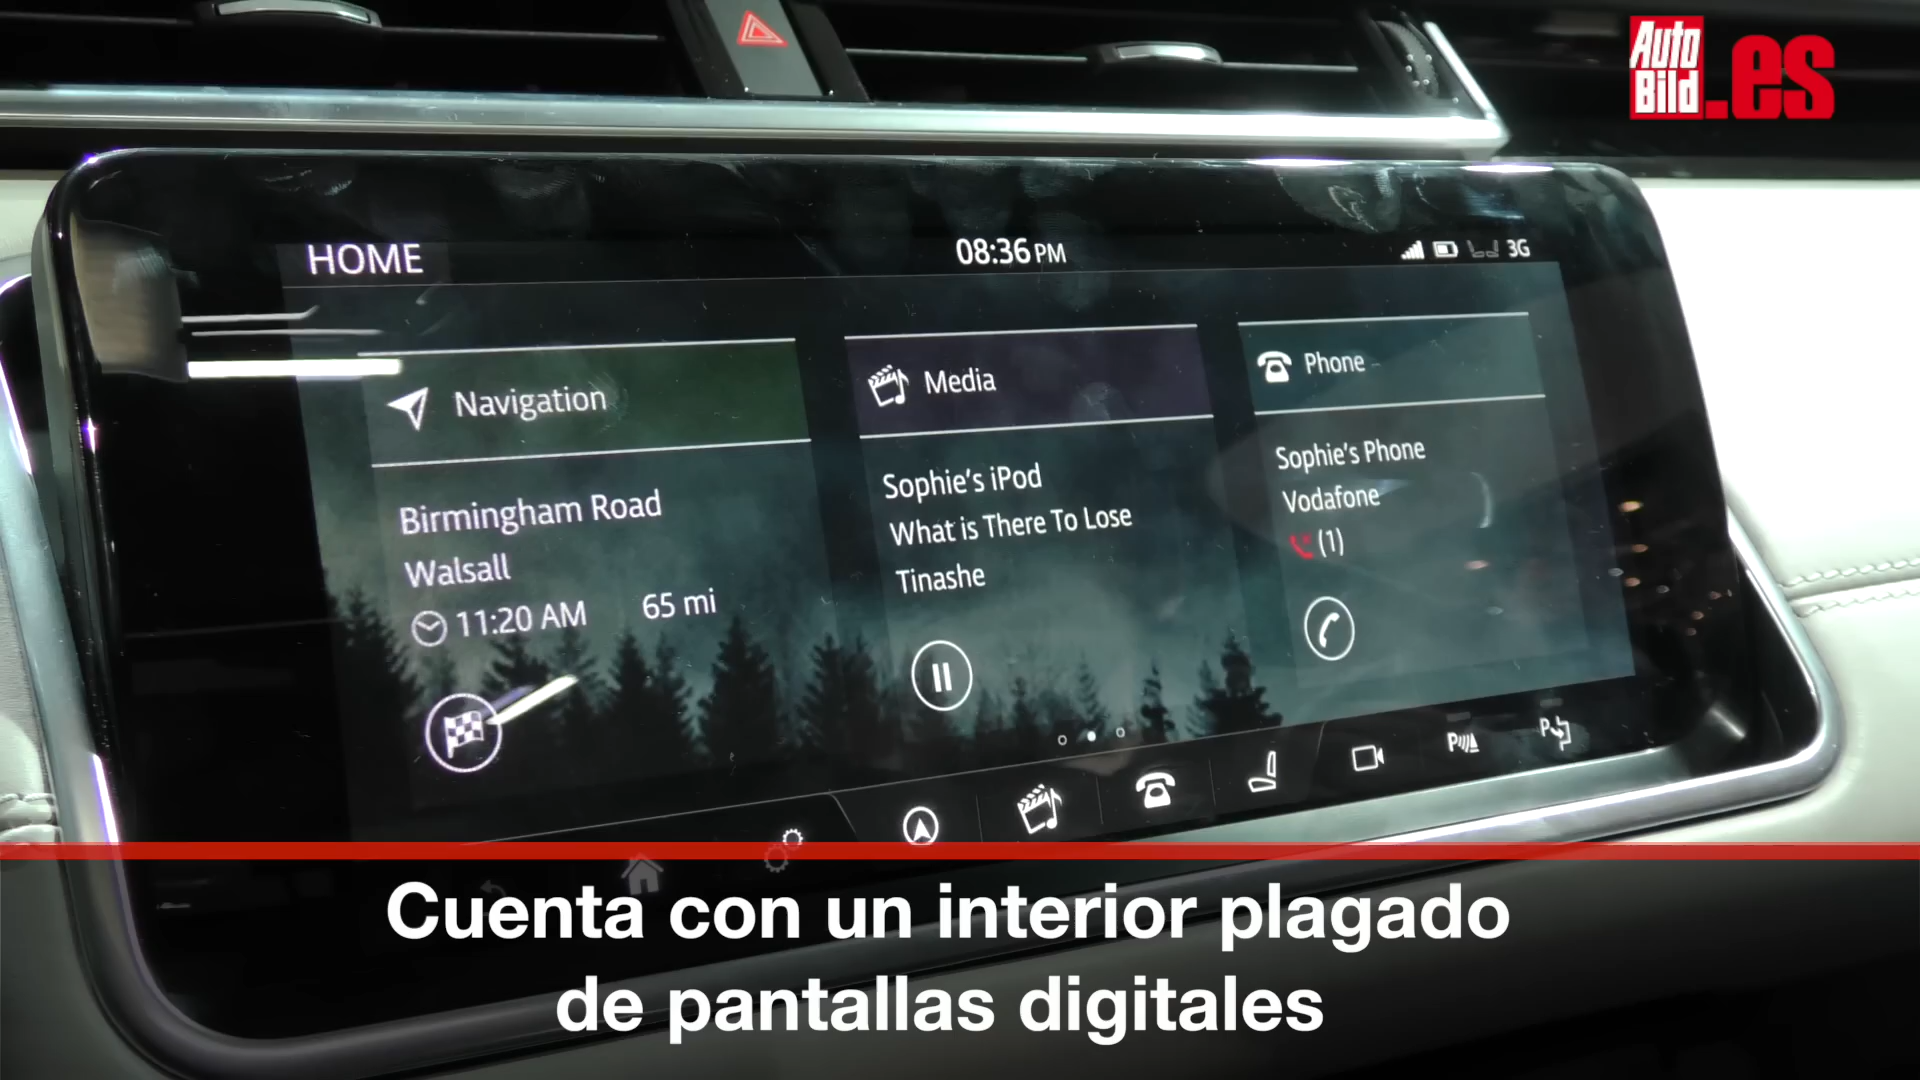 Auto
Bild.es
HOME
08:36 PM
3G
Navigation
Media
Phone
Birmingham Road
Walsall
11:20 AM 65 mi
Sophie's iPod
What is There To Lose
Tinashe
Sophie's Phone
Vodafone
(1)
P
P
Cuenta con un interior plagado
de pantallas digitales